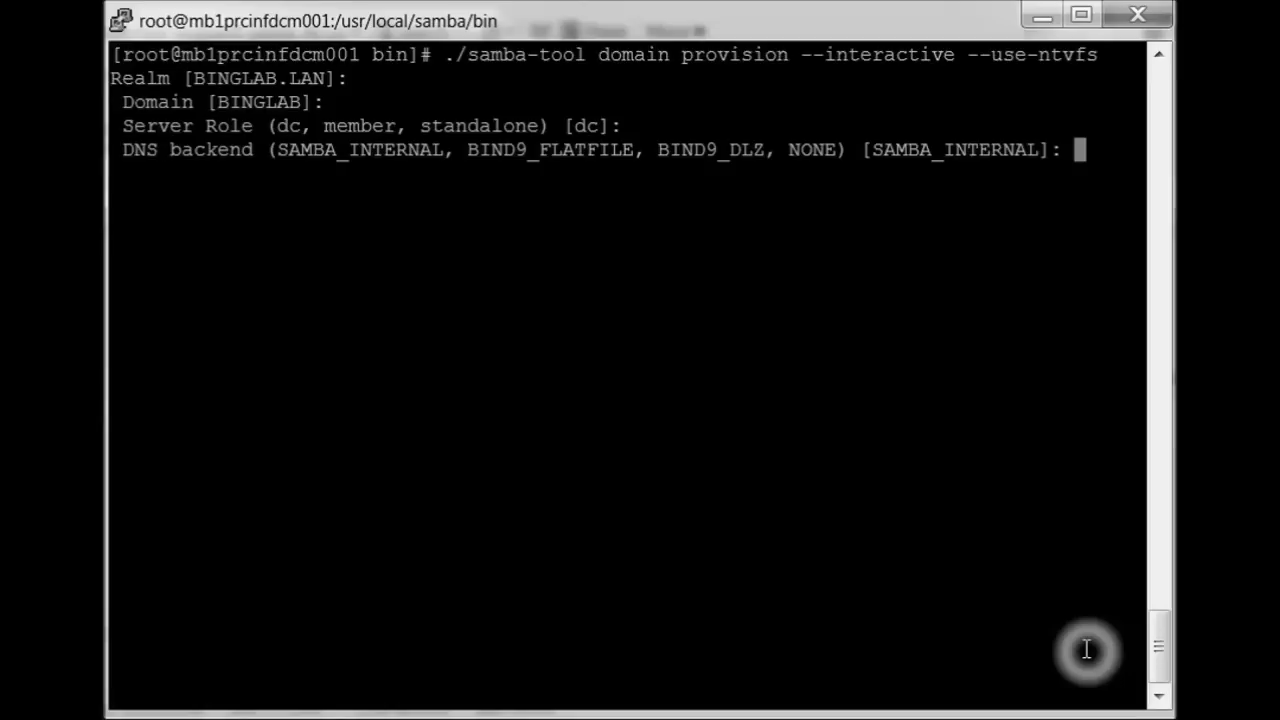 root@mb1prcinfdcm001:/usr/local/samba/bin
[root@mb1prcinfdcm001 bin]# ./samba-tool domain provision --interactive --use-ntvfs
Realm [BINGLAB.LAN]:
Domain [BINGLAB]:
Server Role (dc, member, standalone) [dc]:
DNS backend (SAMBA_INTERNAL, BIND9_FLATFILE, BIND9_DLZ, NONE) [SAMBA_INTERNAL]: